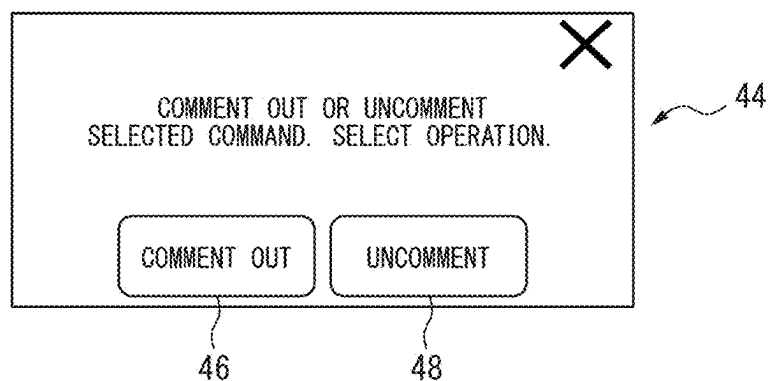 COMMENT OUT OR UNCOMMENT
SELECTED COMMAND. SELECT OPERATION.
44
COMMENT OUT
UNCOMMENT
46
48